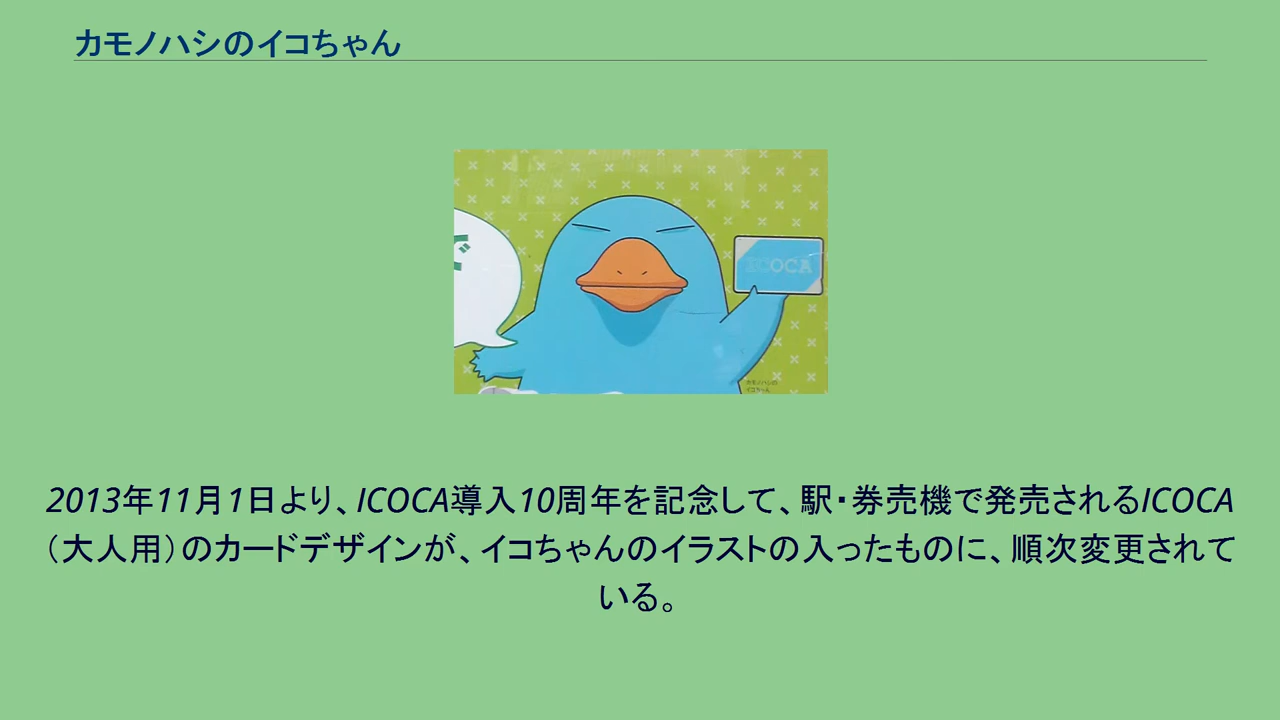 カモノハシのイコちゃん
で
ICOCA
カモノハシの
イコちゃん
2013年11月1日より、ICOCA導入10周年を記念して、駅・券売機で発売されるICOCA
（大人用）のカードデザインが、イコちゃんのイラストの入ったものに、順次変更されて
いる。